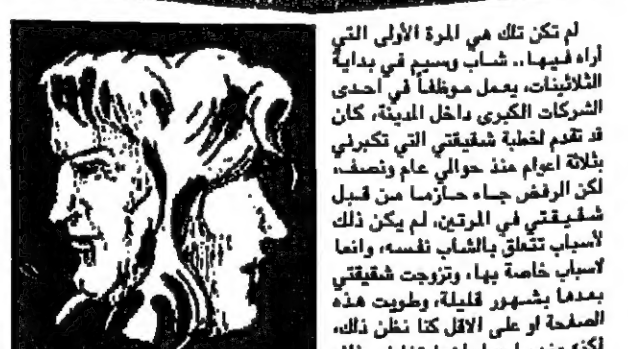 لم تكن تلك هي المرة الأولى التي
أراه فيها.. شاب وسيم في بداية
الثلاثينات، يعمل موظفاً في احدى
الشركات الكبرى داخل المدينة، كان
قد تقدم لخطبة شقيقتي التي تكبرني
بثلاثة اعوام منذ حوالي عام ونصف،
لكن الرفض جاء حازما من قبل
شقيقتي في المرتين، لم يكن ذلك
لأسباب تتعلق بالشاب نفسه، وانما
لاسباب خاصة بها، وتزوجت شقيقتي
بعدها بشهور قليلة، وطويت هذه
الصفحة او على الاقل كنا نظن ذلك،